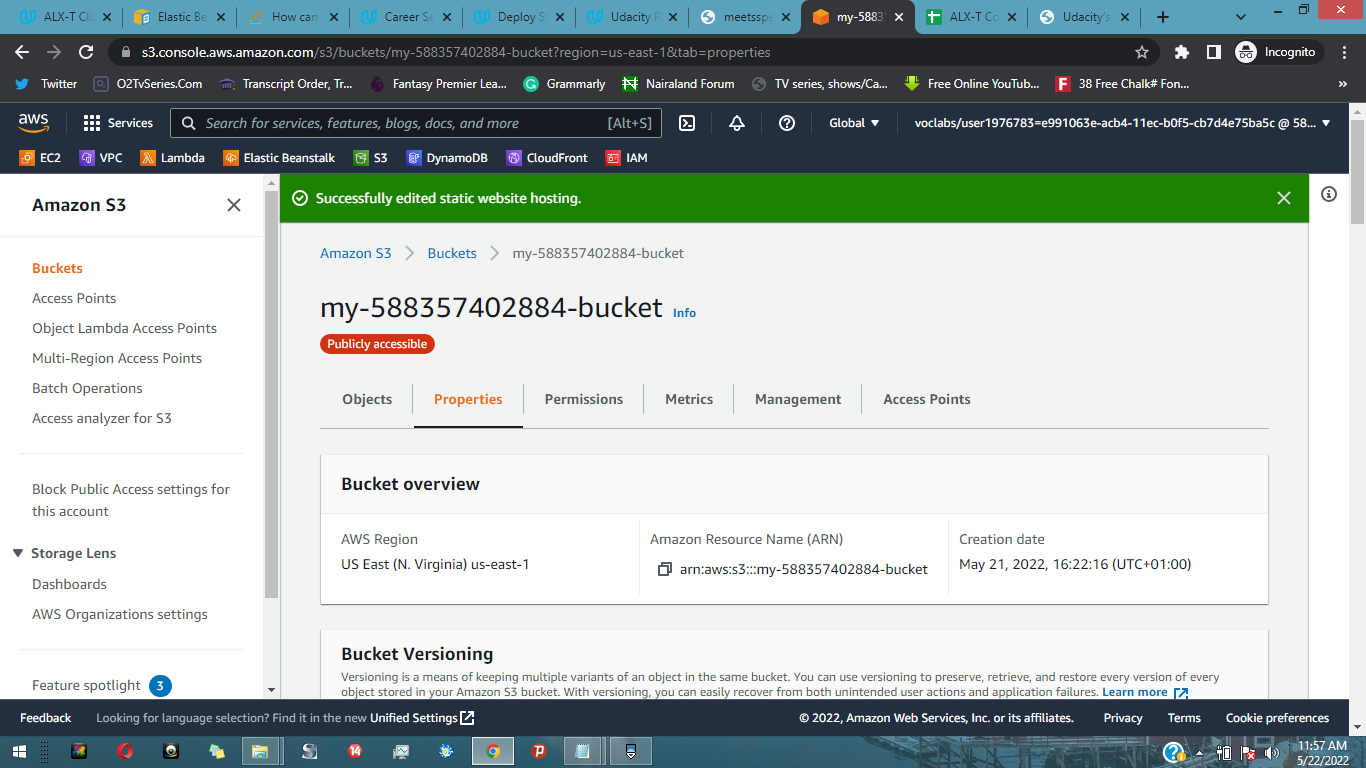 ALX-T Clo
Elastic Be
How can
Career Se
Deploy S
Udacity F
meetsspe
my-5883
ALX-T Co
Udacity's
s3.console.aws.amazon.com/s3/buckets/my-588357402884-bucket?region=us-east-1&tab=properties
Incognito
Twitter
O2TvSeries.Com
Transcript Order, Tr...
Fantasy Premier Lea...
Grammarly
Nairaland Forum
TV series, shows/Ca...
Free Online YouTub...
38 Free Chalk# Fon...
aws
Services
Search for services, features, blogs, docs, and more [Alt+S]
Global
voclabs/user1976783=e991063e-acb4-11ec-b0f5-cb7d4e75ba5c @ 58...
EC2
VPC
Lambda
Elastic Beanstalk
S3
DynamoDB
CloudFront
IAM
Amazon S3
Buckets
Access Points
Object Lambda Access Points
Multi-Region Access Points
Batch Operations
Access analyzer for S3
Block Public Access settings for
this account
Storage Lens
Dashboards
AWS Organizations settings
Feature spotlight 3
Successfully edited static website hosting.
Amazon S3 > Buckets > my-588357402884-bucket
my-588357402884-bucket Info
Publicly accessible
Objects
Properties
Permissions
Metrics
Management
Access Points
Bucket overview
AWS Region
US East (N. Virginia) us-east-1
Amazon Resource Name (ARN)
arn:aws:s3:::my-588357402884-bucket
Creation date
May 21, 2022, 16:22:16 (UTC+01:00)
Bucket Versioning
Versioning is a means of keeping multiple variants of an object in the same bucket. You can use versioning to preserve, retrieve, and restore every version of every
object stored in your Amazon S3 bucket. With versioning, you can easily recover from both unintended user actions and application failures. Learn more
Feedback
Looking for language selection? Find it in the new Unified Settings
© 2022, Amazon Web Services, Inc. or its affiliates.
Privacy
Terms
Cookie preferences
11:57 AM
5/22/2022